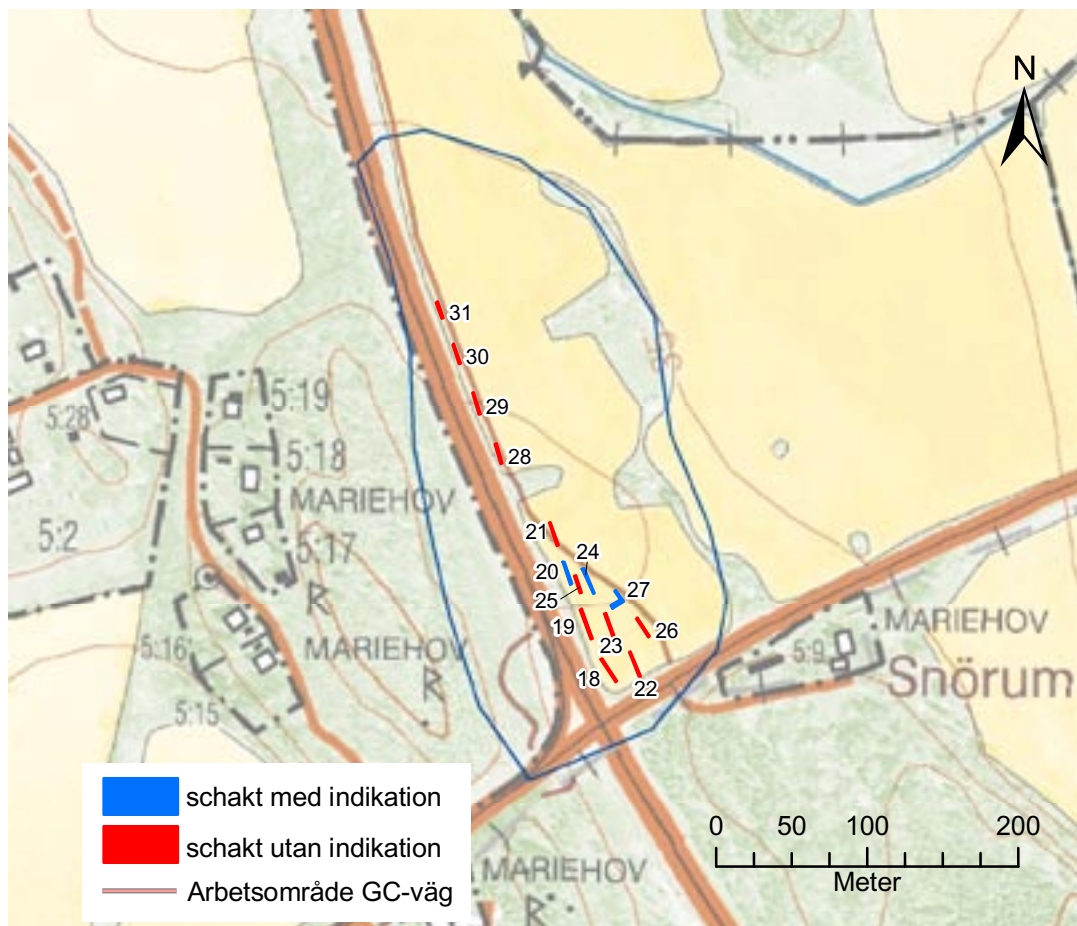 N
31
30
29
28
21
24
20
25
27
19
23
26
18
22
5:19
5:28
5:18
MARIEHOV
5:2
5:17
R
5:16
MARIEHOV
R
5:15
MARIEHOV
5:9
Snörum
MARIEHOV
R
schakt med indikation
schakt utan indikation
Arbetsområde GC-väg
0 50 100 200
Meter